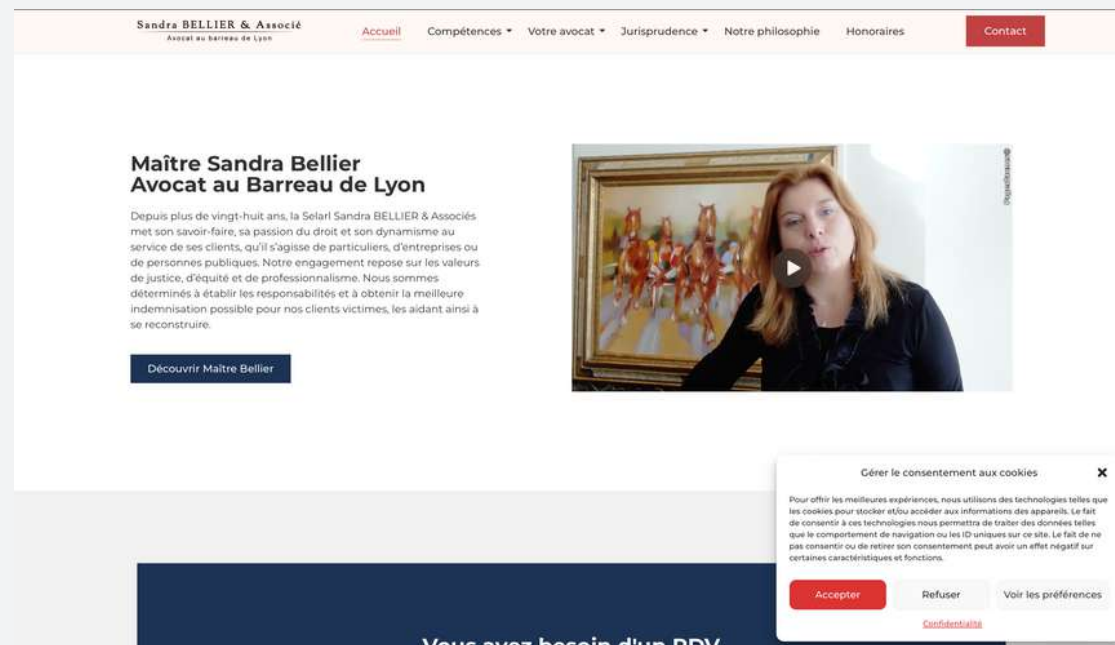 Sandra BELLIER & Associé
Avocat au barreau de Lyon
Accueil
Compétences
Votre avocat
Jurisprudence
Notre philosophie
Honoraires
Contact
Maître Sandra Bellier
Avocat au Barreau de Lyon
Depuis plus de vingt-huit ans, la Selarl Sandra BELLIER & Associés
met son savoir-faire, sa passion du droit et son dynamisme au
service de ses clients, qu'il s'agisse de particuliers, d'entreprises ou
de personnes publiques. Notre engagement repose sur les valeurs
de justice, d'équité et de professionnalisme. Nous sommes
déterminés à établir les responsabilités et à obtenir la meilleure
indemnisation possible pour nos clients victimes, les aidant ainsi à
se reconstruire.
Découvrir Maître Bellier
Gérer le consentement aux cookies
Pour offrir les meilleures expériences, nous utilisons des technologies telles que
les cookies pour stocker et/ou accéder aux informations des appareils. Le fait
de consentir à ces technologies nous permettra de traiter des données telles
que le comportement de navigation ou les ID uniques sur ce site. Le fait de ne
pas consentir ou de retirer son consentement peut avoir un effet négatif sur
certaines caractéristiques et fonctions.
Accepter
Refuser
Voir les préférences
Confidentialité
Vous avez besoin d'un RDV